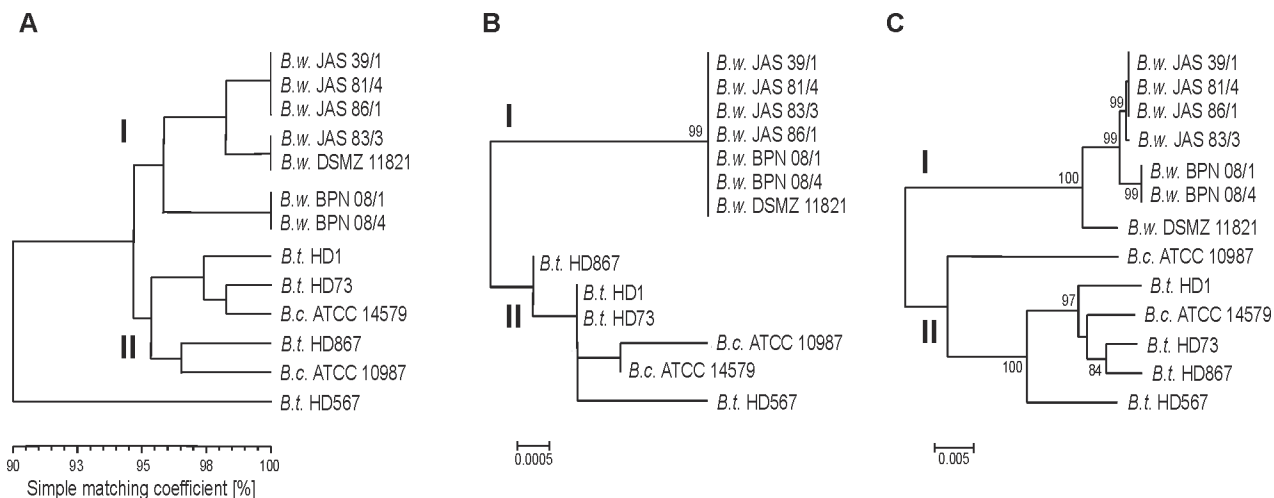 A
B.w. JAS 39/1
B.w. JAS 81/4
B.w. JAS 86/1
I
B.w. JAS 83/3
B.w. DSMZ 11821
B.w. BPN 08/1
B.w. BPN 08/4
B.t. HD1
B.t. HD73
B.c. ATCC 14579
II
B.t. HD867
B.c. ATCC 10987
B.t. HD567
90 93 95 98 100
Simple matching coefficient [%]
B
B.w. JAS 39/1
B.w. JAS 81/4
I
B.w. JAS 83/3
99
B.w. JAS 86/1
B.w. BPN 08/1
B.w. BPN 08/4
B.w. DSMZ 11821
B.t. HD867
B.t. HD1
II
B.t. HD73
B.c. ATCC 10987
B.c. ATCC 14579
B.t. HD567
0.0005
C
B.w. JAS 39/1
B.w. JAS 81/4
99
B.w. JAS 86/1
99
B.w. JAS 83/3
I
B.w. BPN 08/1
100
99
B.w. BPN 08/4
B.w. DSMZ 11821
B.c. ATCC 10987
B.t. HD1
97
B.c. ATCC 14579
II
B.t. HD73
100
84
B.t. HD867
B.t. HD567
0.005